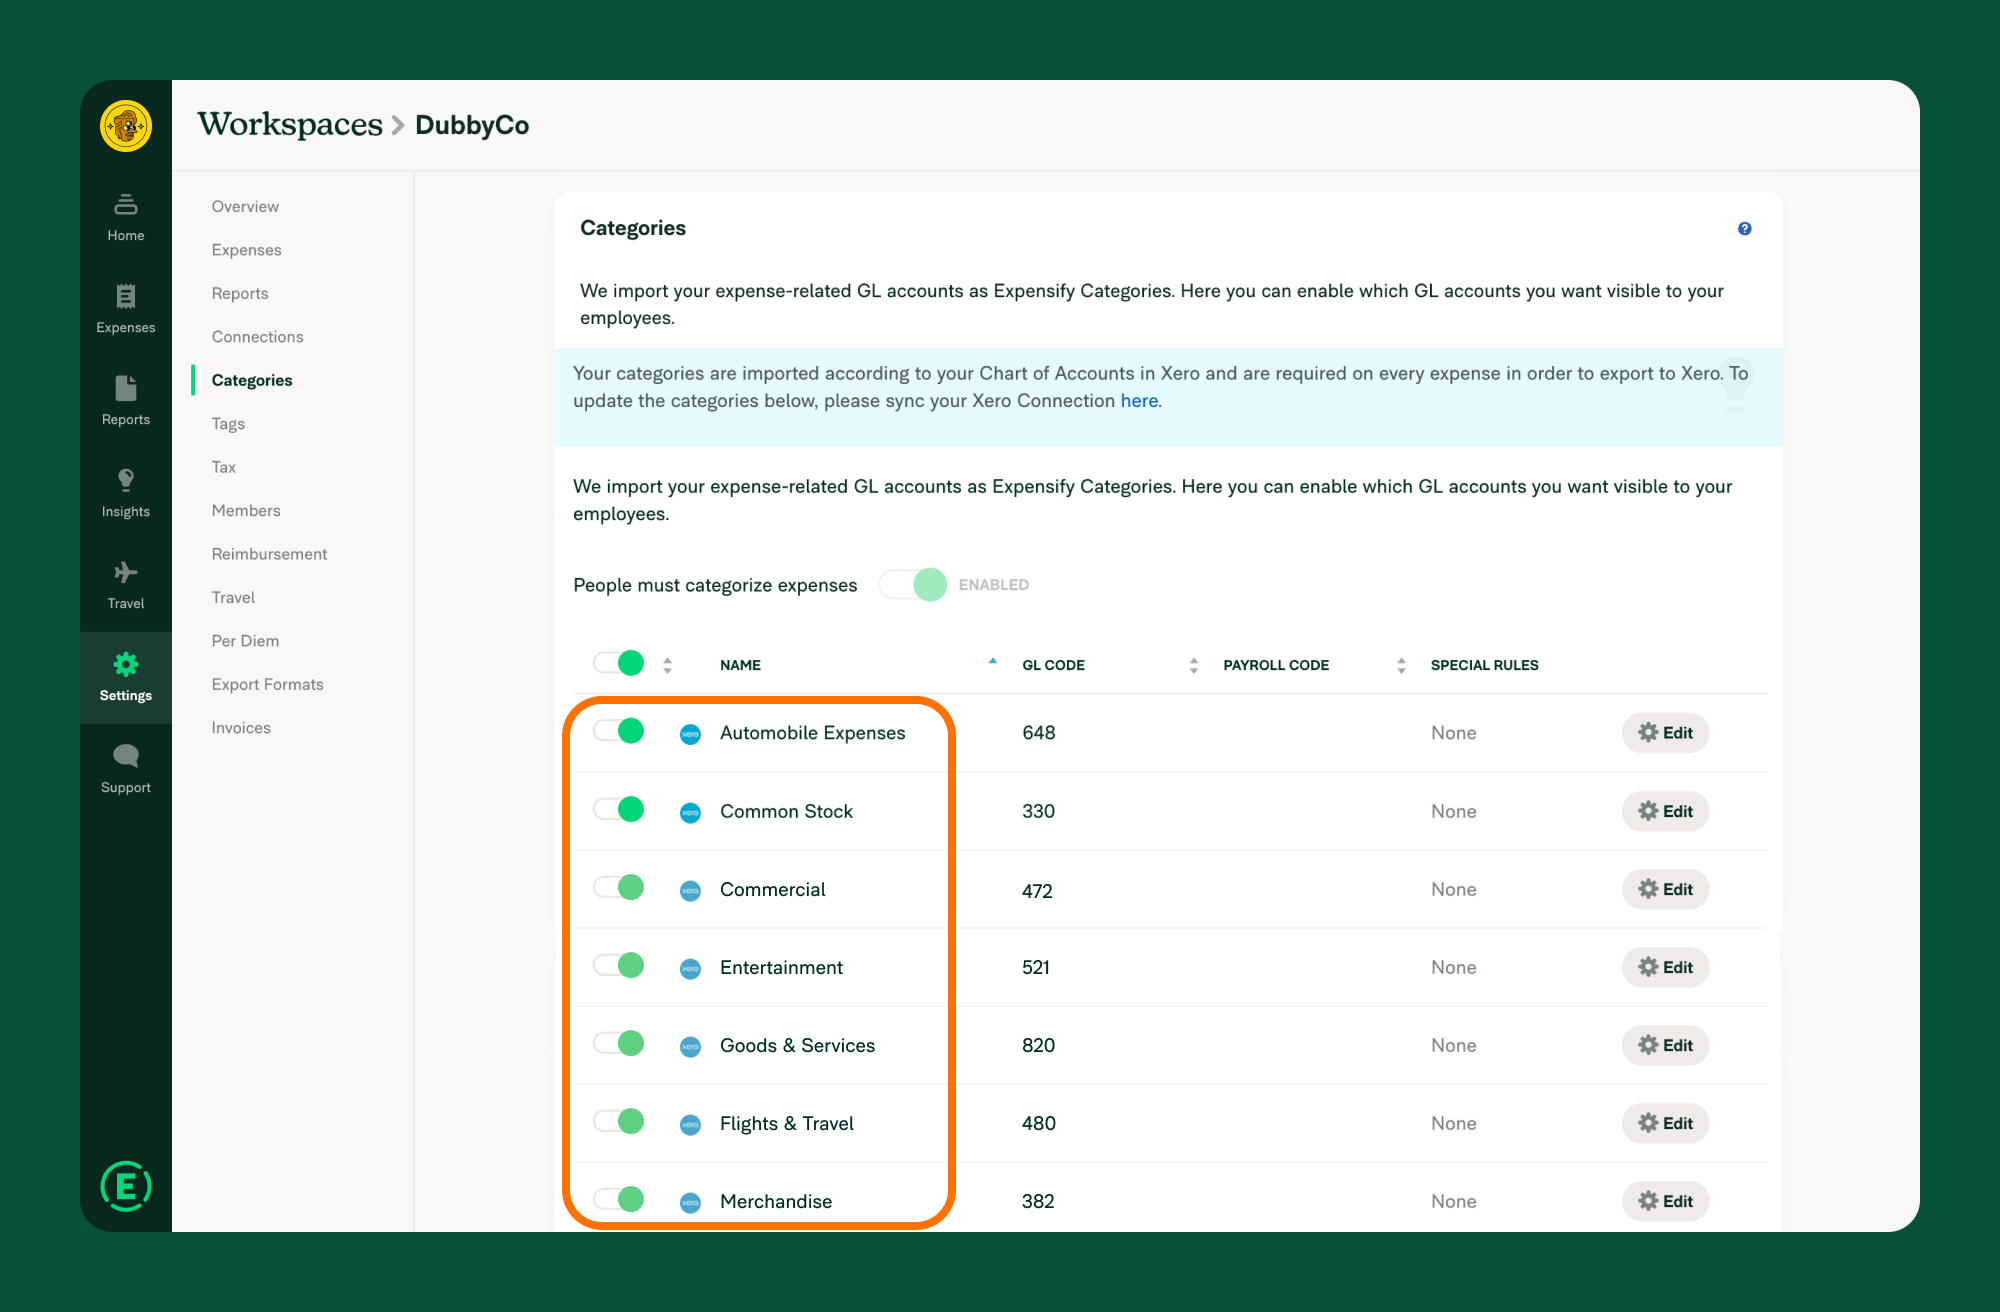 Workspaces > DubbyCo
Home
Expenses
Reports
Insights
Travel
Settings
Support
E
Overview
Expenses
Reports
Connections
Categories
Tags
Tax
Members
Reimbursement
Travel
Per Diem
Export Formats
Invoices
Categories
?
We import your expense-related GL accounts as Expensify Categories. Here you can enable which GL accounts you want visible to your
employees.
Your categories are imported according to your Chart of Accounts in Xero and are required on every expense in order to export to Xero. To
update the categories below, please sync your Xero Connection here.
We import your expense-related GL accounts as Expensify Categories. Here you can enable which GL accounts you want visible to your
employees.
People must categorize expenses ENABLED
NAME GL CODE PAYROLL CODE SPECIAL RULES
xero Automobile Expenses 648 None Edit
xero Common Stock 330 None Edit
xero Commercial 472 None Edit
xero Entertainment 521 None Edit
xero Goods & Services 820 None Edit
xero Flights & Travel 480 None Edit
xero Merchandise 382 None Edit